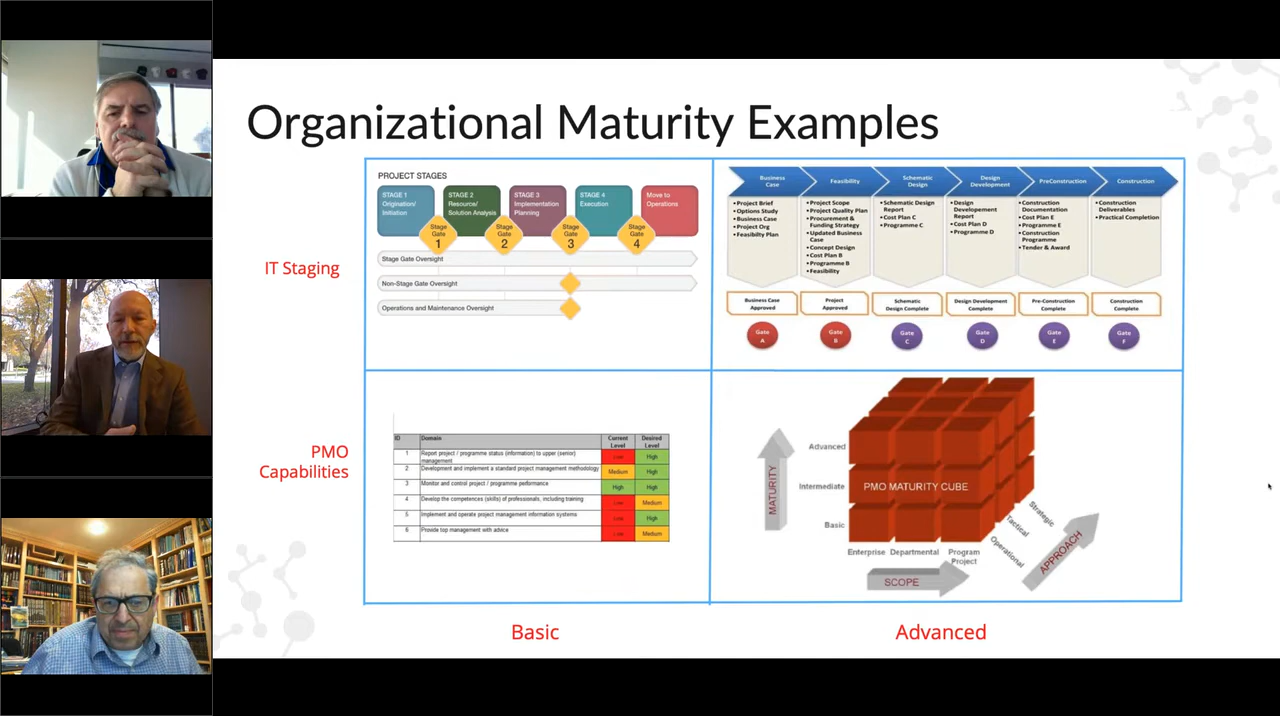 Organizational Maturity Examples
IT Staging
PROJECT STAGES
STAGE 1
Origination/
Initiation
STAGE 2
Resource/
Solution Analysis
STAGE 3
Implementation
Planning
STAGE 4
Execution
Move to
Operations
Stage
Gate
1
Stage
Gate
2
Stage
Gate
3
Stage
Gate
4
Stage Gate Oversight
Non-Stage Gate Oversight
Operations and Maintenance Oversight
Business
Case
Feasibility
Schematic
Design
Design
Development
PreConstruction
Construction
•Project Brief
•Options Study
•Business Case
•Project Org
•Feasibilty Plan
•Project Scope
•Project Quality Plan
•Procurement &
Funding Strategy
•Updated Business
Case
•Concept Design
•Cost Plan B
•Programme B
•Feasibility
•Schematic Design
Report
•Cost Plan C
•Programme C
•Design
Developement
Report
•Cost Plan D
•Programme D
•Construction
Documentation
•Cost Plan E
•Programme E
•Construction
Programme
•Tender & Award
•Construction
Deliverables
•Practical Completion
Business Case
Approved
Project
Approved
Schematic
Design Complete
Design Development
Complete
Pre-Construction
Complete
Construction
Complete
Gate
A
Gate
B
Gate
C
Gate
D
Gate
E
Gate
F
PMO
Capabilities
ID Domain Current Level Desired Level
1 Report project / programme status (information) to upper (senior)
management Low High
2 Development and implement a standard project management methodology Medium High
3 Monitor and control project / programme performance High High
4 Develop the competences (skills) of professionals, including training Low Medium
5 Implement and operate project management information systems Low High
6 Provide top management with advice Low Medium
MATURITY
Advanced
Intermediate
Basic
PMO MATURITY CUBE
Enterprise Departmental Program
Project
SCOPE
Strategic
Tactical
Operational
APPROACH
Basic
Advanced